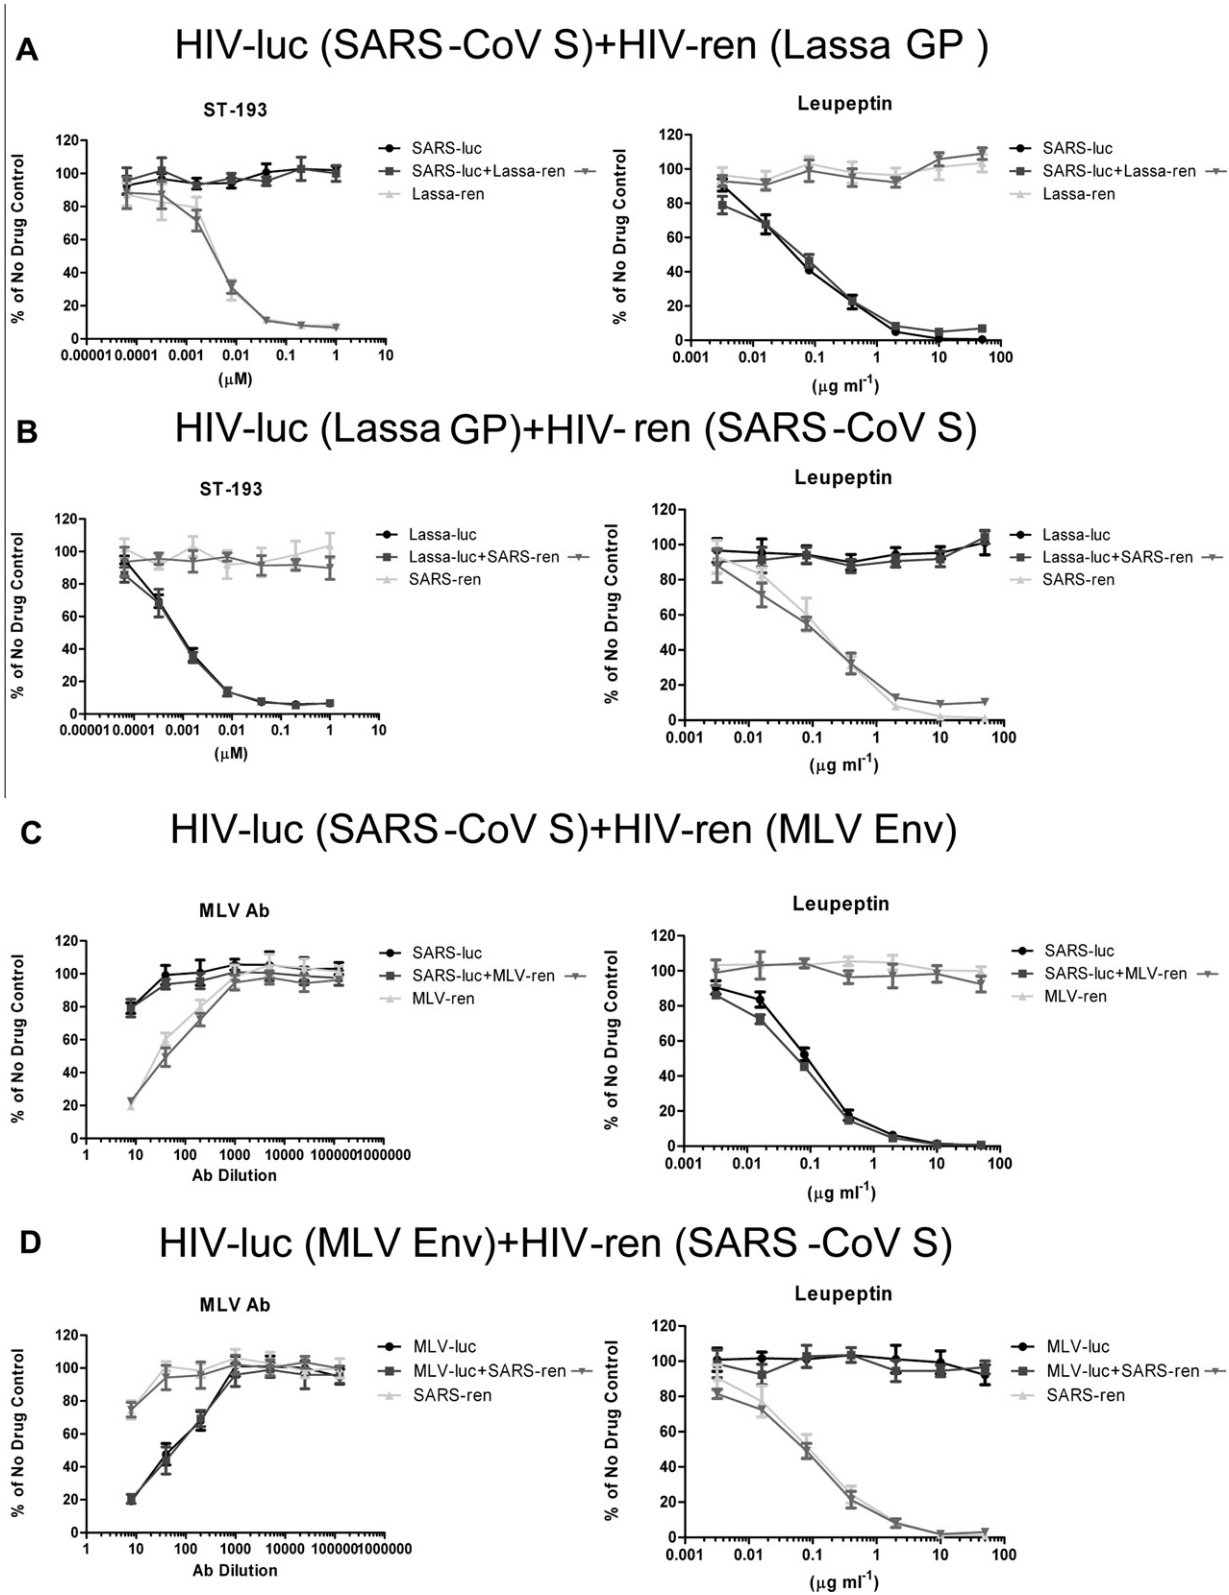 A
HIV-luc (SARS-CoV S)+HIV-ren (Lassa GP )
ST-193
% of No Drug Control
120
100
80
60
40
20
0
0.00001 0.0001 0.001 0.01 0.1 1 10
(μM)
SARS-luc
SARS-luc+Lassa-ren
Lassa-ren
Leupeptin
% of No Drug Control
120
100
80
60
40
20
0
0.001 0.01 0.1 1 10 100
(μg ml⁻¹)
SARS-luc
SARS-luc+Lassa-ren
Lassa-ren
B
HIV-luc (Lassa GP)+HIV- ren (SARS-CoV S)
ST-193
% of No Drug Control
120
100
80
60
40
20
0
0.00001 0.0001 0.001 0.01 0.1 1 10
(μM)
Lassa-luc
Lassa-luc+SARS-ren
SARS-ren
Leupeptin
% of No Drug Control
120
100
80
60
40
20
0
0.001 0.01 0.1 1 10 100
(μg ml⁻¹)
Lassa-luc
Lassa-luc+SARS-ren
SARS-ren
C
HIV-luc (SARS-CoV S)+HIV-ren (MLV Env)
MLV Ab
% of No Drug Control
120
100
80
60
40
20
0
1 10 100 1000 10000 100000 1000000
Ab Dilution
SARS-luc
SARS-luc+MLV-ren
MLV-ren
Leupeptin
% of No Drug Control
120
100
80
60
40
20
0
0.001 0.01 0.1 1 10 100
(μg ml⁻¹)
SARS-luc
SARS-luc+MLV-ren
MLV-ren
D
HIV-luc (MLV Env)+HIV-ren (SARS -CoV S)
MLV Ab
% of No Drug Control
120
100
80
60
40
20
0
1 10 100 1000 10000 100000 1000000
Ab Dilution
MLV-luc
MLV-luc+SARS-ren
SARS-ren
Leupeptin
% of No Drug Control
120
100
80
60
40
20
0
0.001 0.01 0.1 1 10 100
(μg ml⁻¹)
MLV-luc
MLV-luc+SARS-ren
SARS-ren